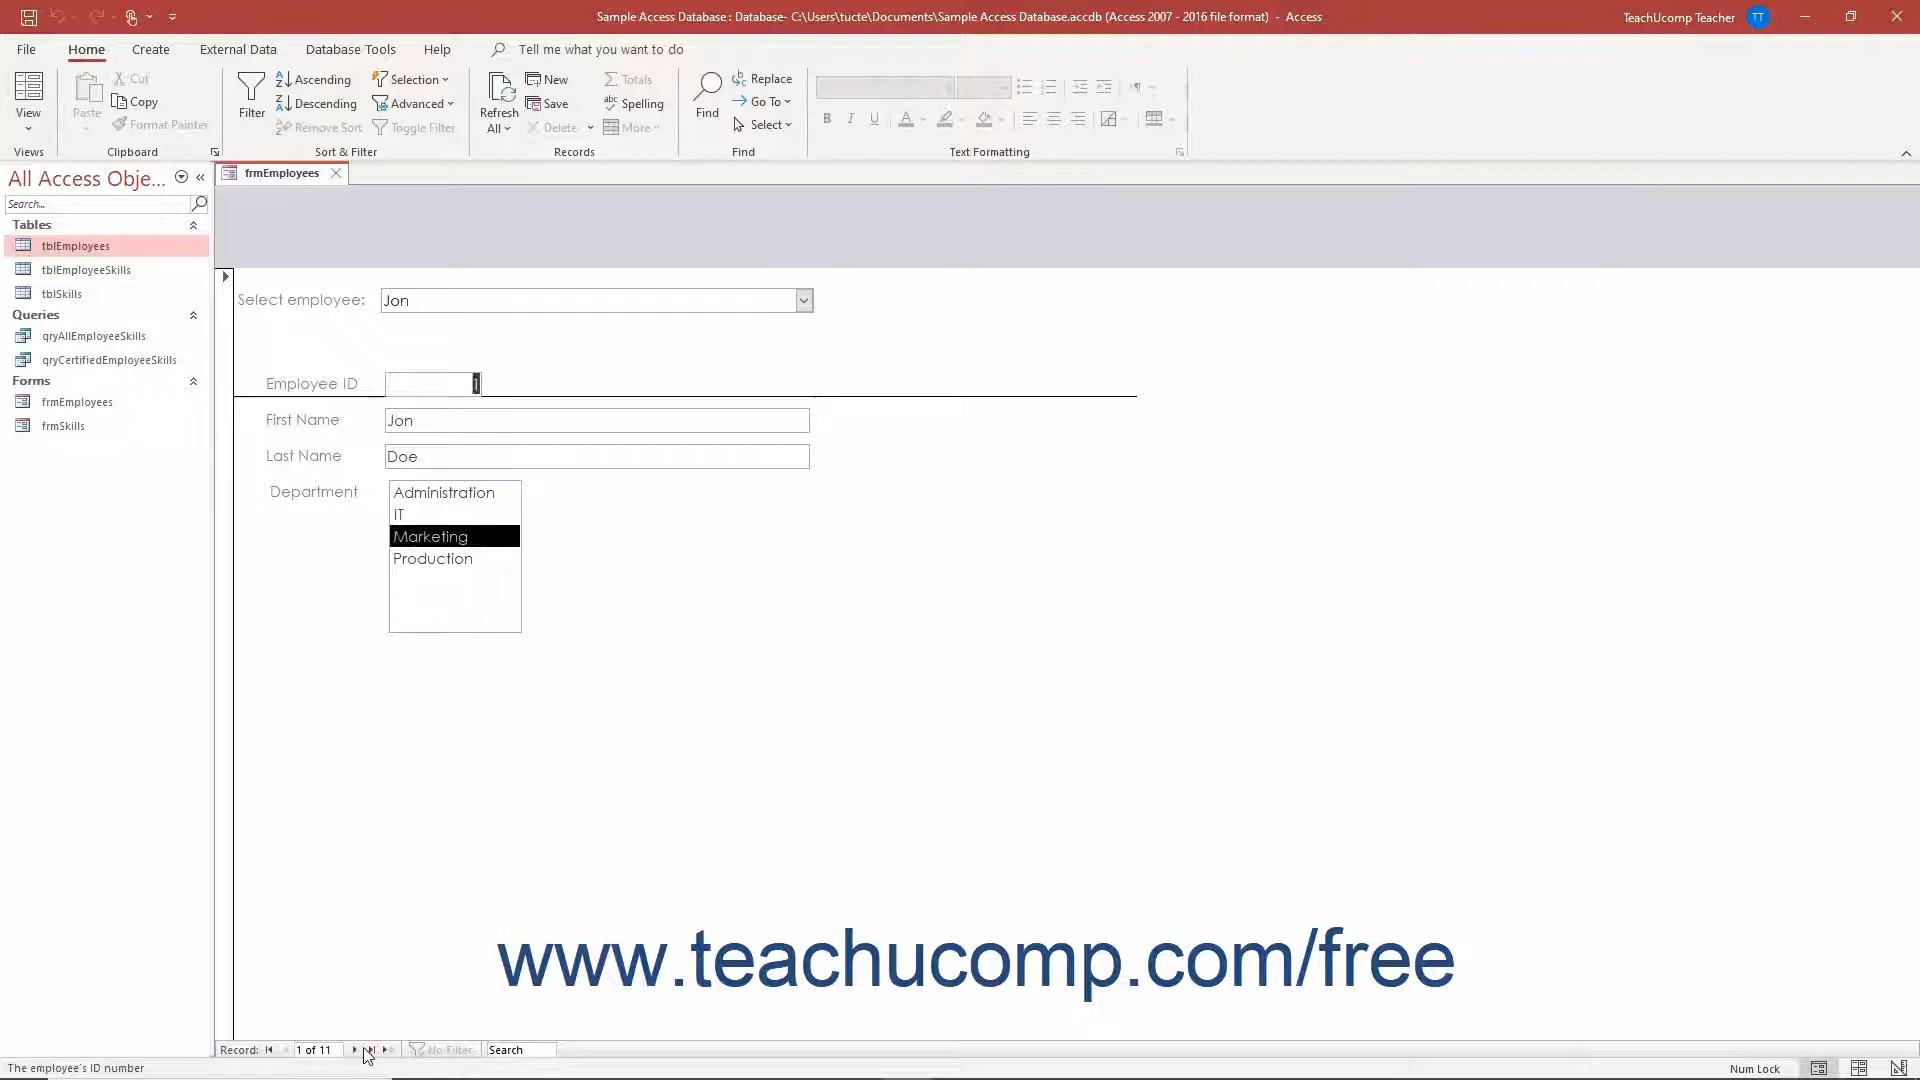 Sample Access Database : Database- C:\Users\tucte\Documents\Sample Access Database.accdb (Access 2007 - 2016 file format) - Access
TeachUcomp Teacher TT
File Home Create External Data Database Tools Help Tell me what you want to do
View
Views
Paste
Cut
Copy
Format Painter
Clipboard
Filter
Ascending
Descending
Remove Sort
Selection
Advanced
Toggle Filter
Sort & Filter
Refresh
All
New
Save
Delete
Totals
Spelling
More
Records
Find
Replace
Go To
Select
Find
B I U A
Text Formatting
All Access Obje...
Search...
Tables
tblEmployees
tblEmployeeSkills
tblSkills
Queries
qryAllEmployeeSkills
qryCertifiedEmployeeSkills
Forms
frmEmployees
frmSkills
frmEmployees
Select employee: Jon
Employee ID 1
First Name Jon
Last Name Doe
Department
Administration
IT
Marketing
Production
www.teachucomp.com/free
Record: 1 of 11 No Filter Search
The employee's ID number
Num Lock